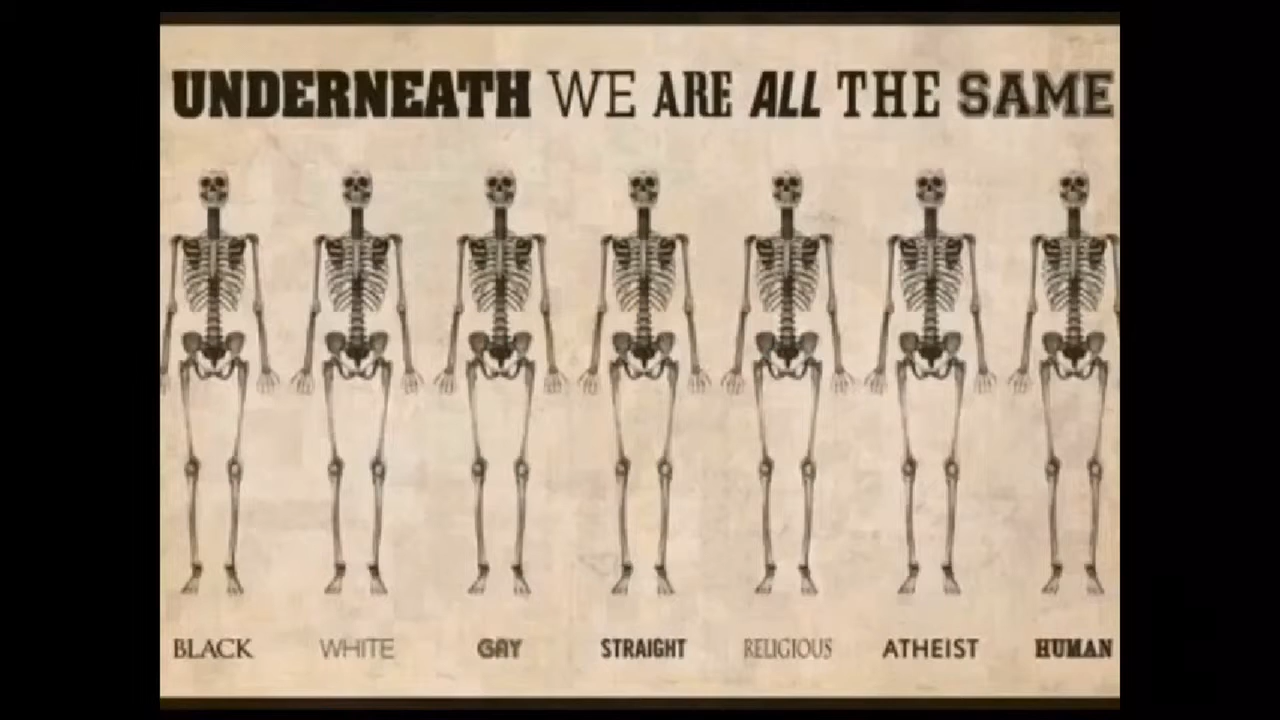 UNDERNEATH WE ARE ALL THE SAME
BLACK WHITE GAY STRAIGHT RELIGIOUS ATHEIST HUMAN